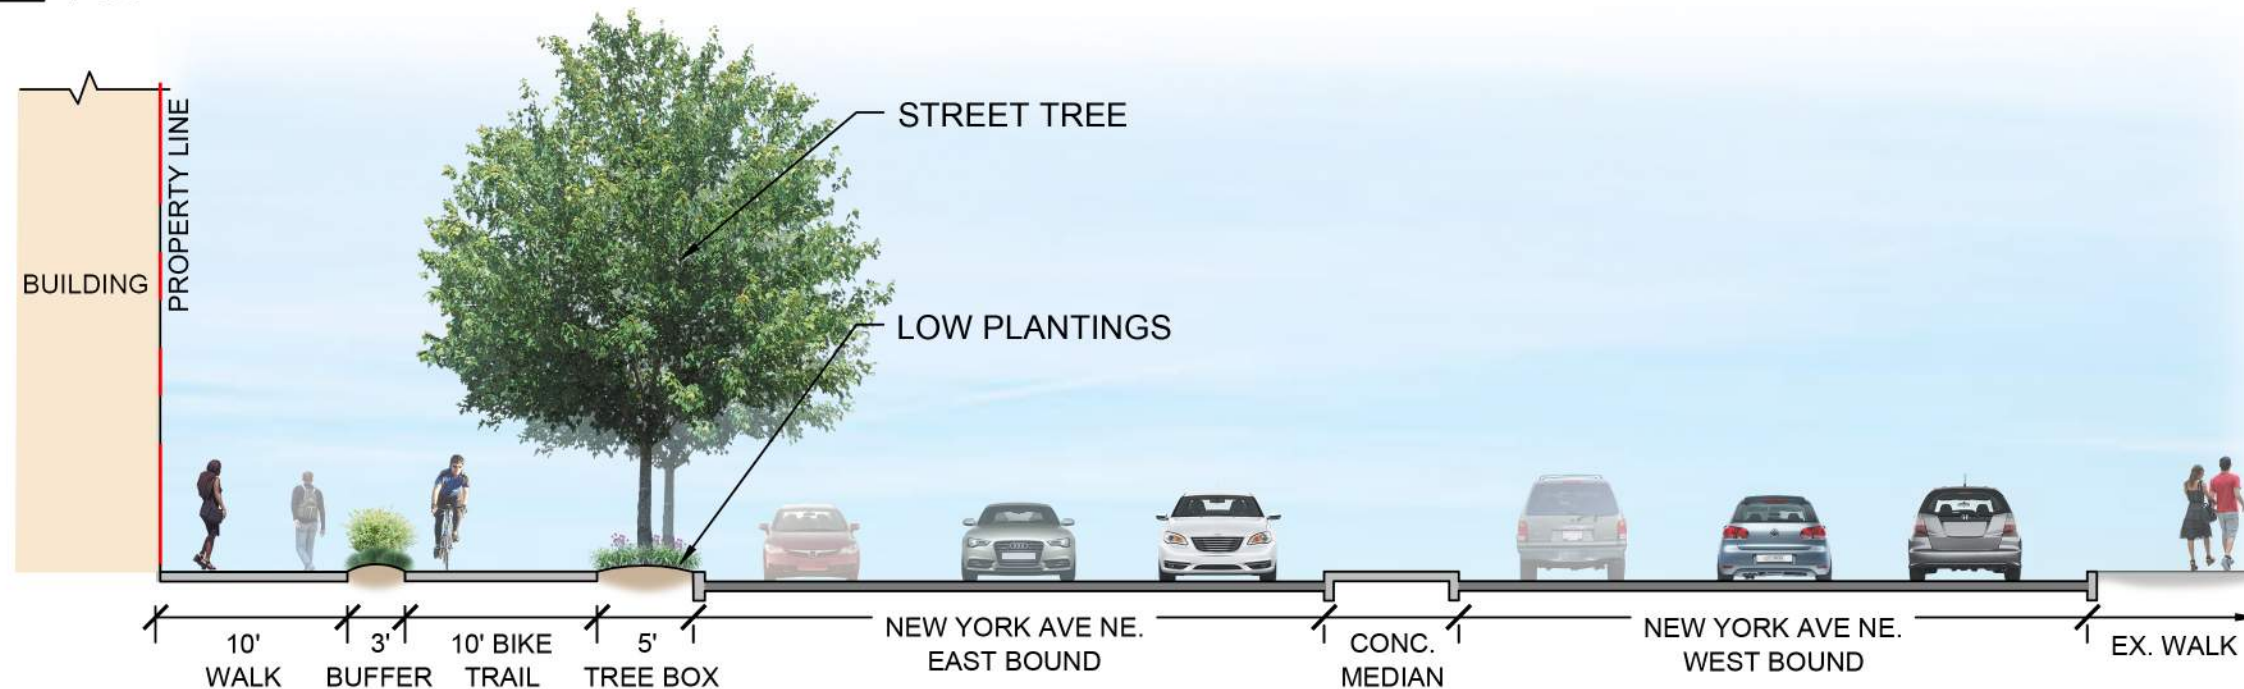 PROPERTY LINE
STREET TREE
BUILDING
LOW PLANTINGS
10'
WALK
3'
BUFFER
10' BIKE
TRAIL
5'
TREE BOX
NEW YORK AVE NE.
EAST BOUND
CONC.
MEDIAN
NEW YORK AVE NE.
WEST BOUND
EX. WALK